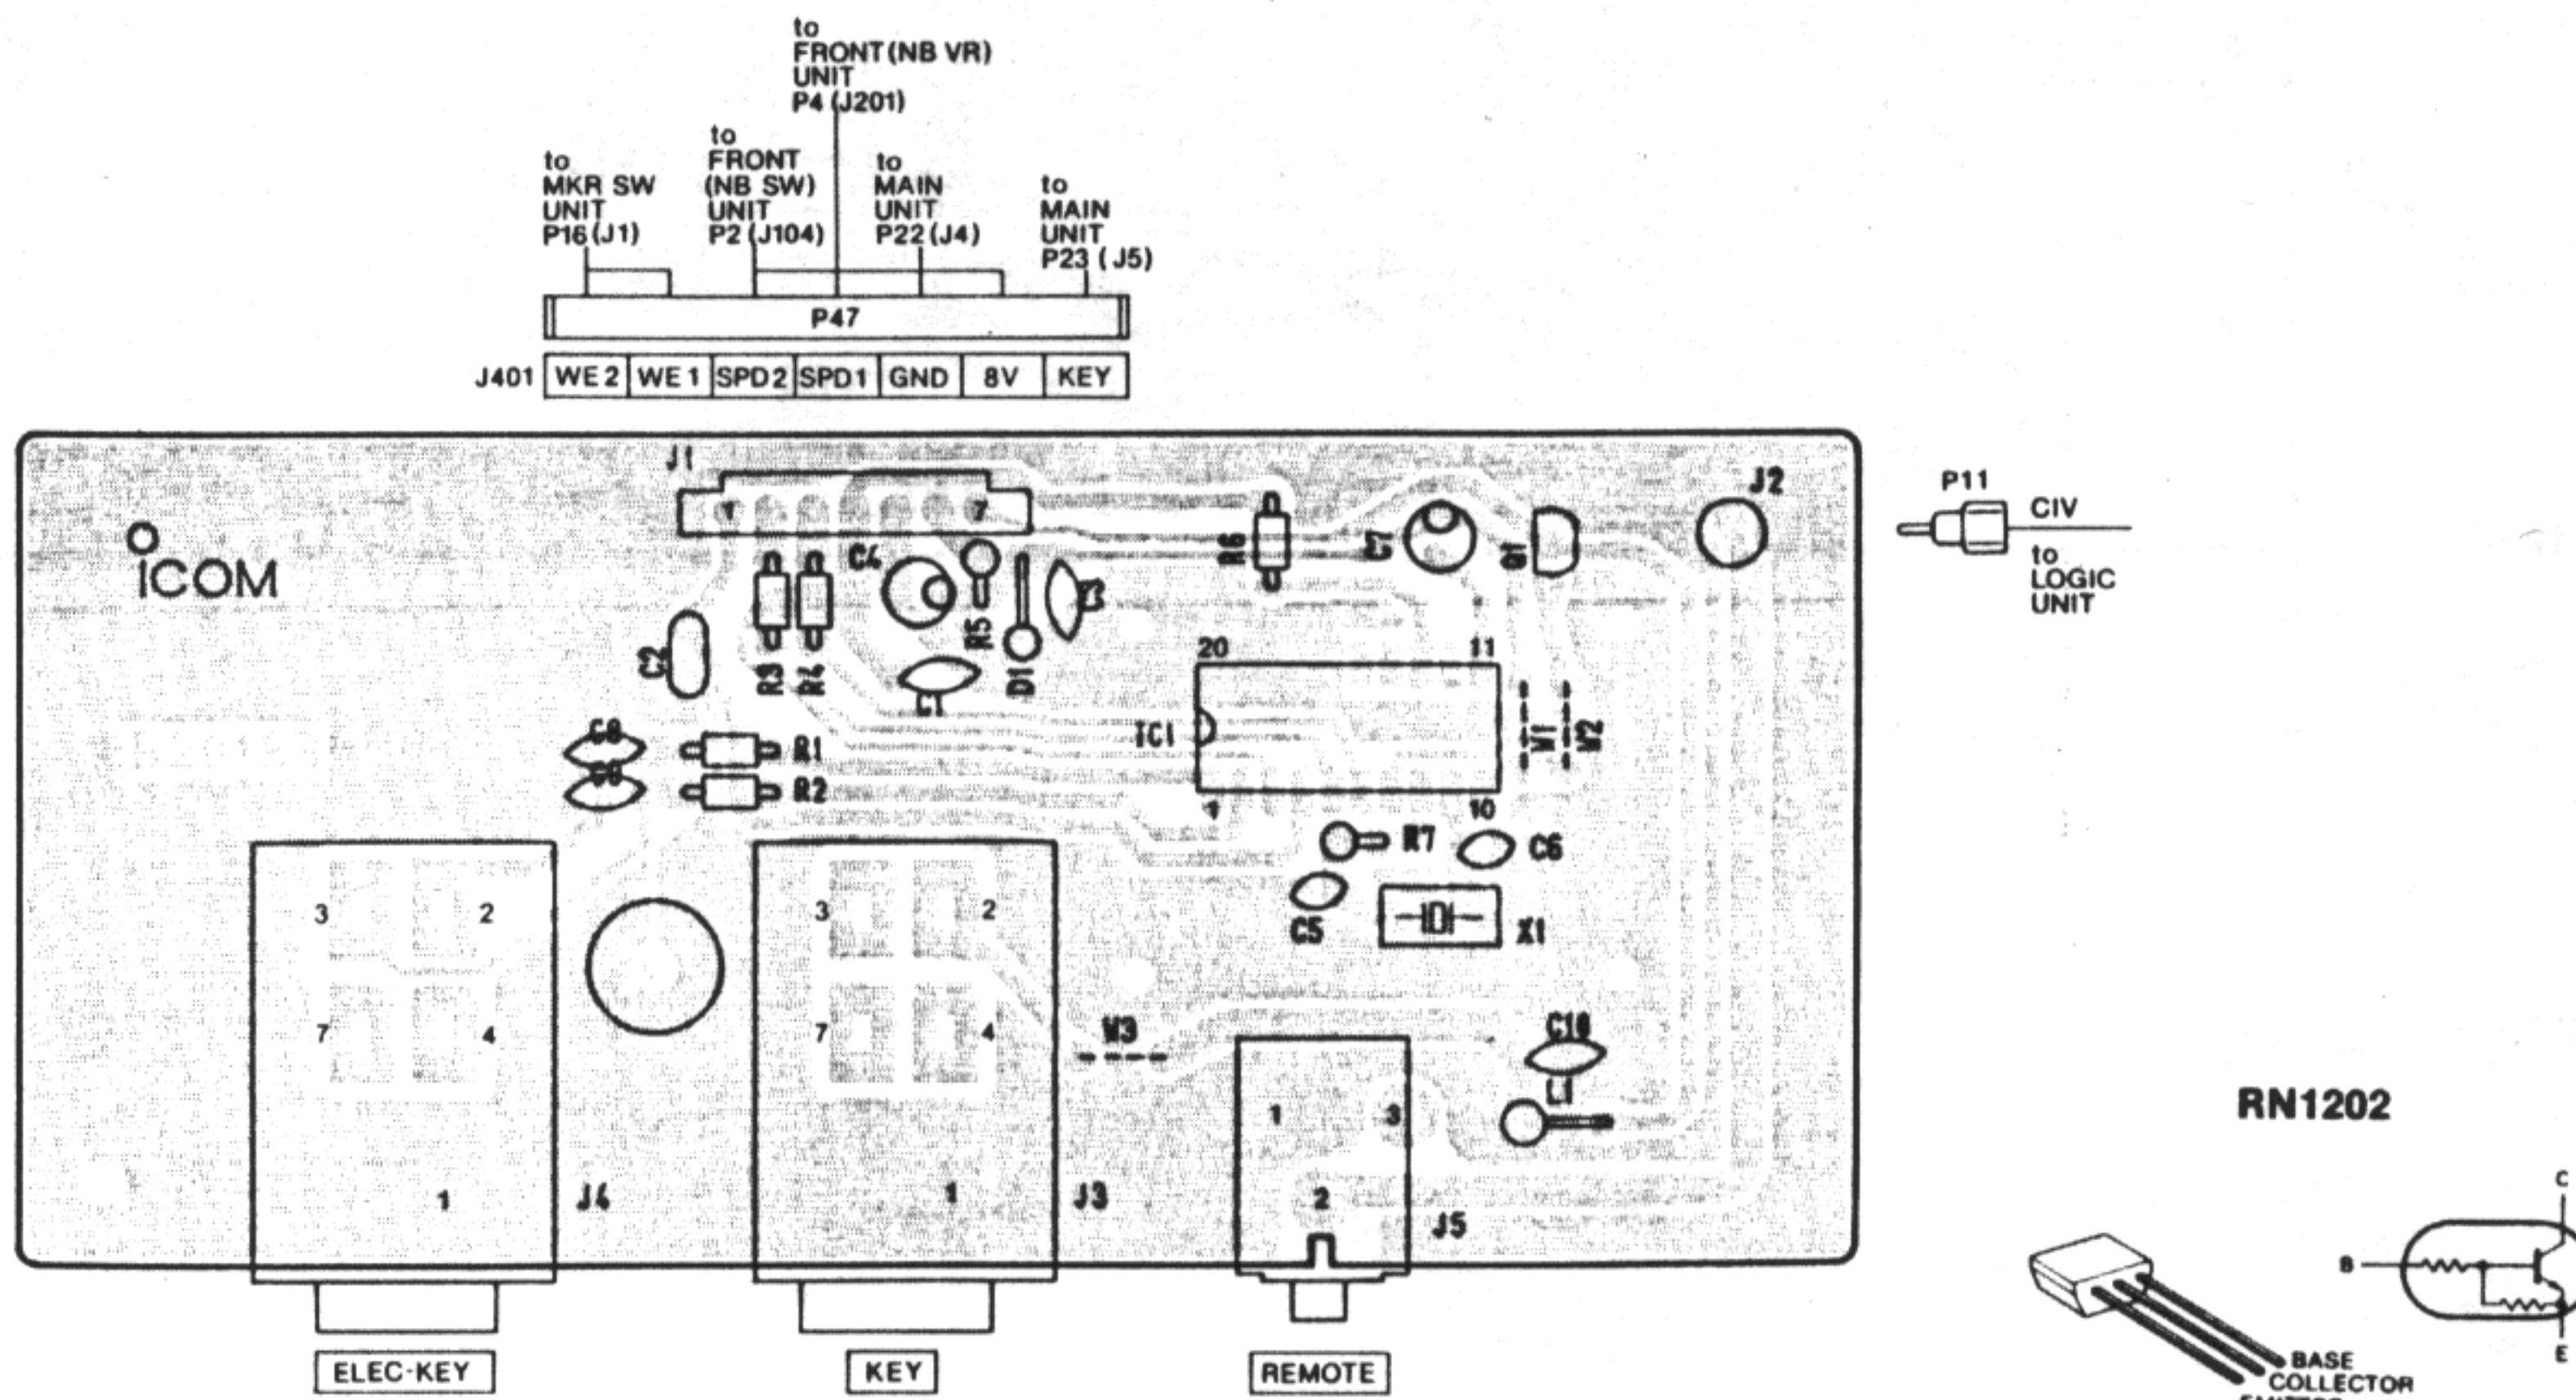 to
FRONT(NB VR)
UNIT
P4 (J201)
to
MKR SW
UNIT
P16(J1)
to
FRONT
(NB SW)
UNIT
P2 (J104)
to
MAIN
UNIT
P22(J4)
to
MAIN
UNIT
P23 (J5)
P47
J401 WE2 WE1 SPD2 SPD1 GND 8V KEY
J1
1 7
J2
P11
CIV
to
LOGIC
UNIT
ICOM
C4
R6
C7
Q1
R5
C3
C2
R3
R4
D1
C1
20 11
IC1
W1
W2
1 10
C8
R1
C9
R2
R7
C6
C5
X1
3 2
7 4
1
J4
3 2
7 4
1
J3
W3
C10
L1
1 3
2
J5
RN1202
C
B
E
BASE
COLLECTOR
ELEC-KEY
KEY
REMOTE